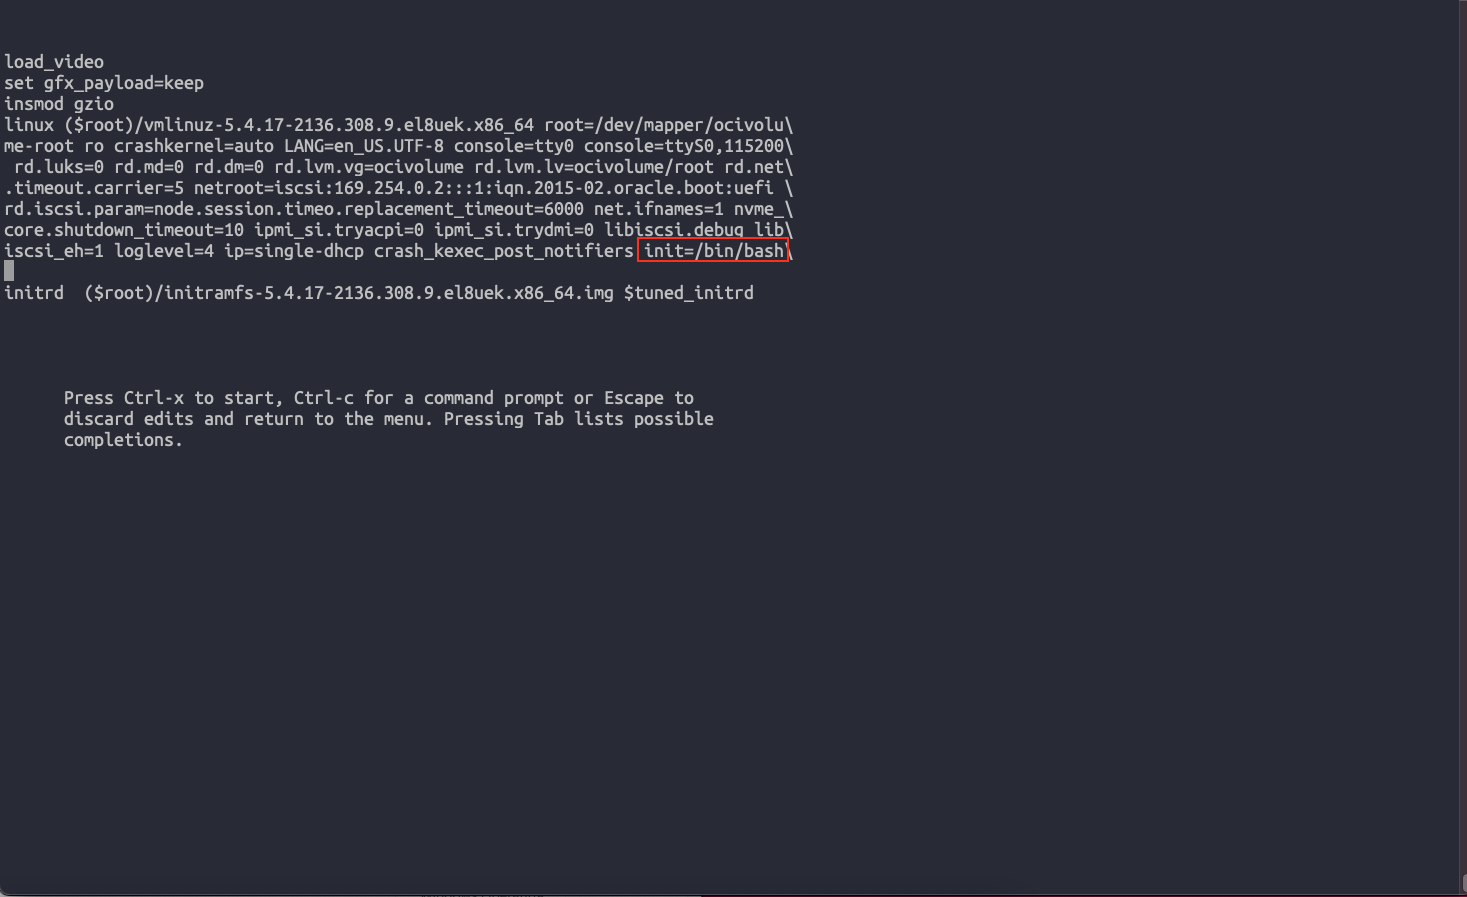 load_video
set gfx_payload=keep
insmod gzio
linux ($root)/vmlinuz-5.4.17-2136.308.9.el8uek.x86_64 root=/dev/mapper/ocivolu\
me-root ro crashkernel=auto LANG=en_US.UTF-8 console=tty0 console=ttyS0,115200\
 rd.luks=0 rd.md=0 rd.dm=0 rd.lvm.vg=ocivolume rd.lvm.lv=ocivolume/root rd.net\
.timeout.carrier=5 netroot=iscsi:169.254.0.2:::1:iqn.2015-02.oracle.boot:uefi \
rd.iscsi.param=node.session.timeo.replacement_timeout=6000 net.ifnames=1 nvme_\
core.shutdown_timeout=10 ipmi_si.tryacpi=0 ipmi_si.trydmi=0 libiscsi.debug_lib\
iscsi_eh=1 loglevel=4 ip=single-dhcp crash_kexec_post_notifiers init=/bin/bash\
initrd  ($root)/initramfs-5.4.17-2136.308.9.el8uek.x86_64.img $tuned_initrd
Press Ctrl-x to start, Ctrl-c for a command prompt or Escape to
discard edits and return to the menu. Pressing Tab lists possible
completions.